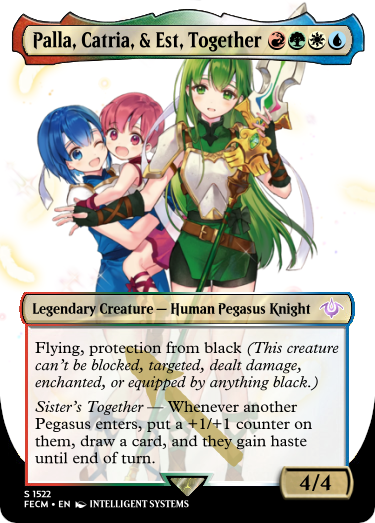 Palla, Catria, & Est, Together
Legendary Creature — Human Pegasus Knight
Flying, protection from black (This creature
can't be blocked, targeted, dealt damage,
enchanted, or equipped by anything black.)
Sister's Together — Whenever another
Pegasus enters, put a +1/+1 counter on
them, draw a card, and they gain haste
until end of turn.
4/4
S 1522
FECM • EN INTELLIGENT SYSTEMS